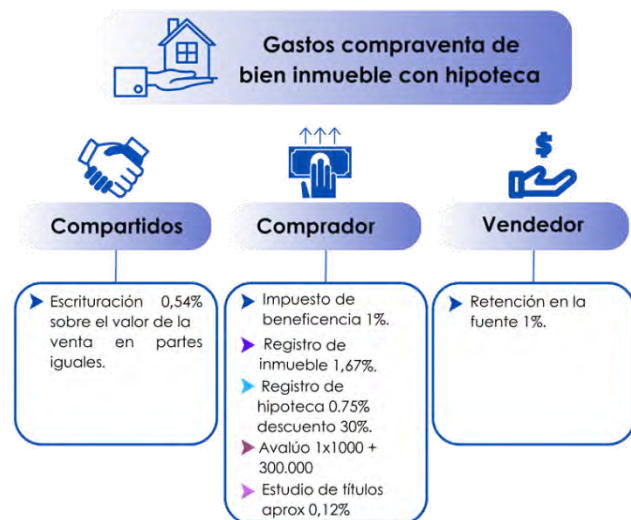 Gastos compraventa de
bien inmueble con hipoteca
$
Compartidos
Escrituración 0,54%
sobre el valor de la
venta en partes
iguales.
Comprador
Impuesto de
beneficencia 1%.
Registro de
inmueble 1,67%.
Registro de
hipoteca 0.75%
descuento 30%.
Avalúo 1x1000 +
300.000
Estudio de títulos
aprox 0,12%
Vendedor
Retención en la
fuente 1%.